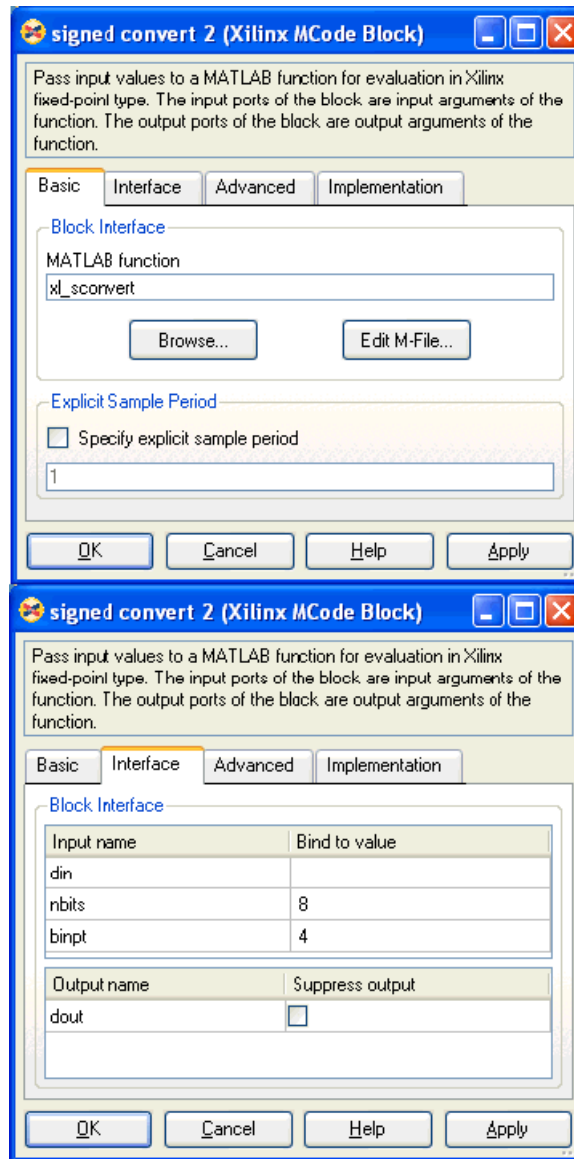 signed convert 2 (Xilinx MCode Block)
Pass input values to a MATLAB function for evaluation in Xilinx
fixed-point type. The input ports of the block are input arguments of the
function. The output ports of the block are output arguments of the
function.
Basic Interface Advanced Implementation
Block Interface
MATLAB function
xl_sconvert
Browse... Edit M-File...
Explicit Sample Period
Specify explicit sample period
1
OK Cancel Help Apply
signed convert 2 (Xilinx MCode Block)
Pass input values to a MATLAB function for evaluation in Xilinx
fixed-point type. The input ports of the block are input arguments of the
function. The output ports of the block are output arguments of the
function.
Basic Interface Advanced Implementation
Block Interface
Input name Bind to value
din
nbits 8
binpt 4
Output name Suppress output
dout
OK Cancel Help Apply